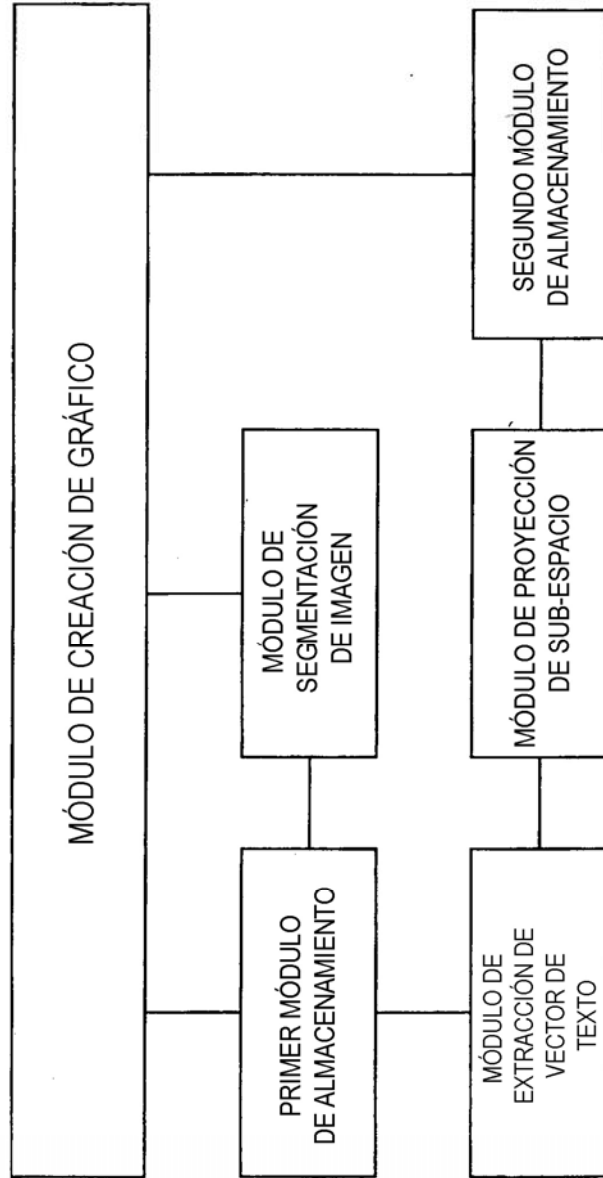 MÓDULO DE CREACIÓN DE GRÁFICO
PRIMER MÓDULO
DE ALMACENAMIENTO
MÓDULO DE
SEGMENTACIÓN
DE IMAGEN
MÓDULO DE
EXTRACCIÓN DE
VECTOR DE
TEXTO
MÓDULO DE PROYECCIÓN
DE SUB-ESPACIO
SEGUNDO MÓDULO
DE ALMACENAMIENTO